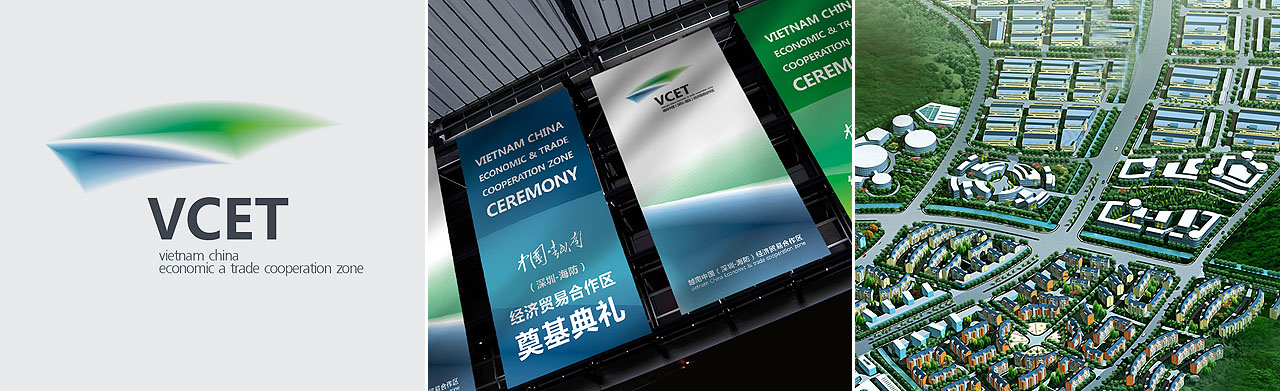 VCET
vietnam china
economic a trade cooperation zone
VIETNAM CHINA
ECONOMIC & TRADE
COOPERATION ZONE
CEREMONY
中国·越南
（深圳-海防）
经济贸易合作区
奠基典礼
VCET
越南中国（深圳-海防）经济贸易合作区
vietnam China Economic & trade cooperation zone
VIETNAM CHINA
ECONOMIC & TRADE
COOPERATION ZONE
CEREM